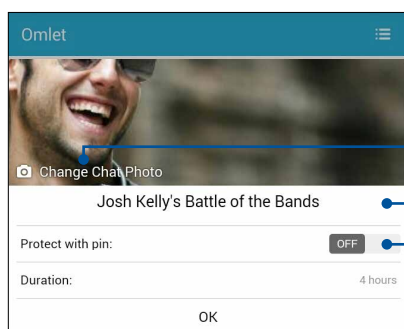 Omlet
Change Chat Photo
Josh Kelly's Battle of the Bands
Protect with pin:
OFF
Duration:
4 hours
OK